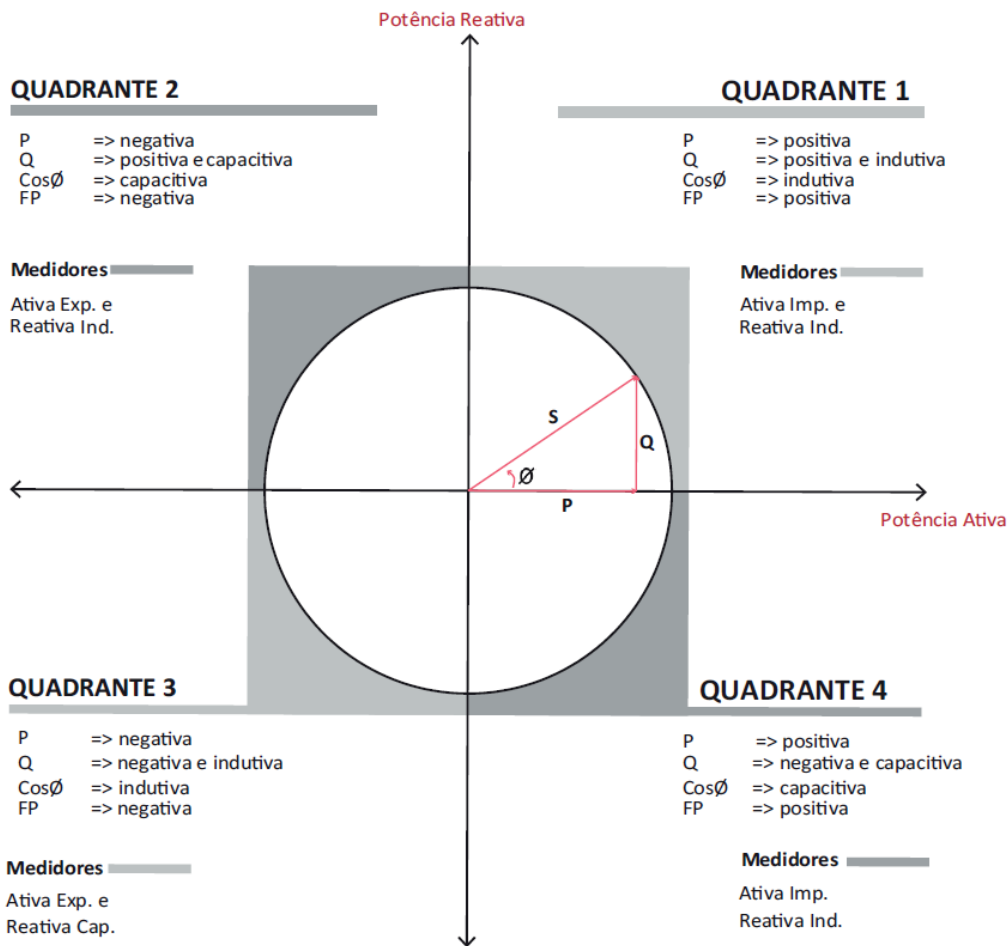 Potência Reativa
QUADRANTE 2
P => negativa
Q => positiva e capacitiva
CosØ => capacitiva
FP => negativa
Medidores
Ativa Exp. e
Reativa Ind.
QUADRANTE 1
P => positiva
Q => positiva e indutiva
CosØ => indutiva
FP => positiva
Medidores
Ativa Imp. e
Reativa Ind.
S
Q
Ø
P
Potência Ativa
QUADRANTE 3
P => negativa
Q => negativa e indutiva
CosØ => indutiva
FP => negativa
Medidores
Ativa Exp. e
Reativa Cap.
QUADRANTE 4
P => positiva
Q => negativa e capacitiva
CosØ => capacitiva
FP => positiva
Medidores
Ativa Imp.
Reativa Ind.